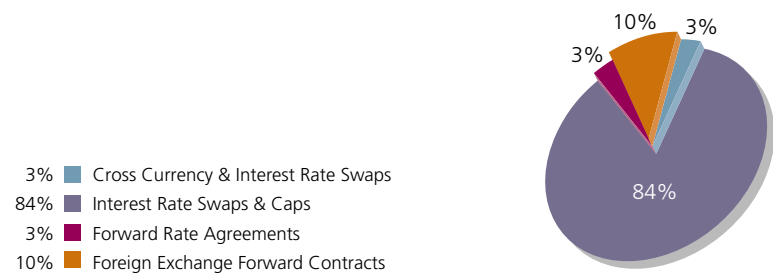 10%
3%
3%
84%
3% Cross Currency & Interest Rate Swaps
84% Interest Rate Swaps & Caps
3% Forward Rate Agreements
10% Foreign Exchange Forward Contracts